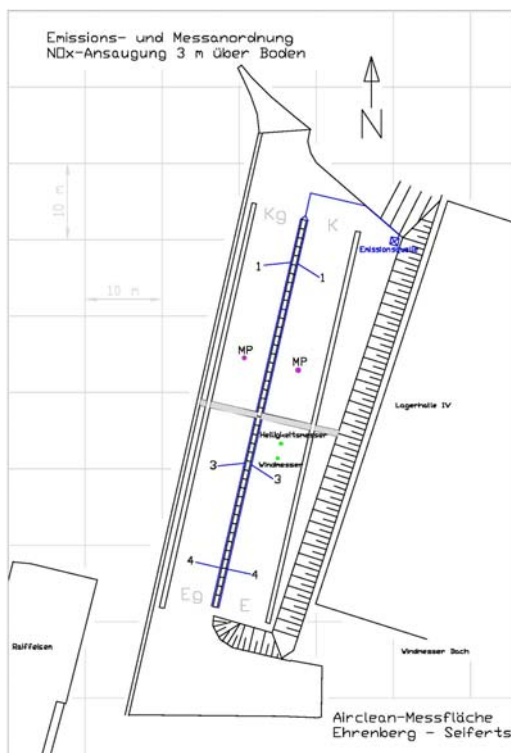 Emissions- und Messanordnung
NOx-Ansaugung 3 m über Boden
N
10 m
10 m
Kg
K
Emissionsquelle
1
1
MP
MP
Lagerhalle IV
Helligkeitsmesser
Windmesser
3
3
4
4
Eg
E
Raiffeisen
Windmesser Dach
Airclean-Messfläche
Ehrenberg - Seiferts